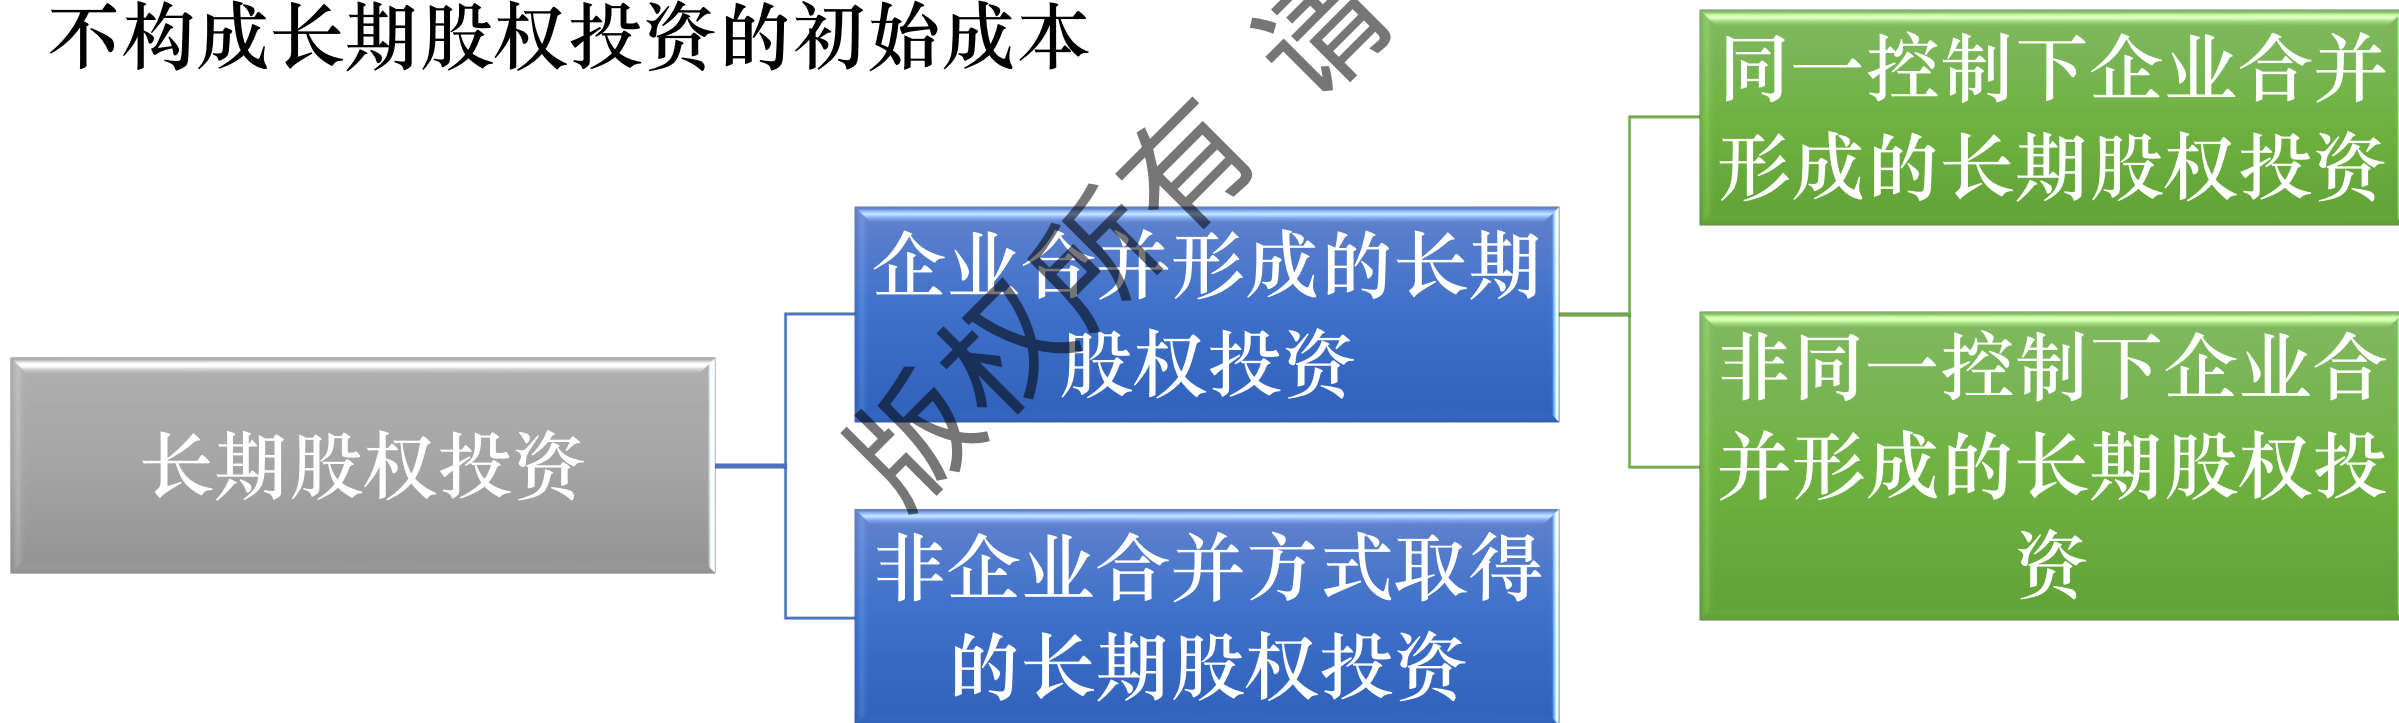 不构成长期股权投资的初始成本
同一控制下企业合并
形成的长期股权投资
企业合并形成的长期
股权投资
非同一控制下企业合
并形成的长期股权投
资
长期股权投资
非企业合并方式取得
的长期股权投资
版权所有 请